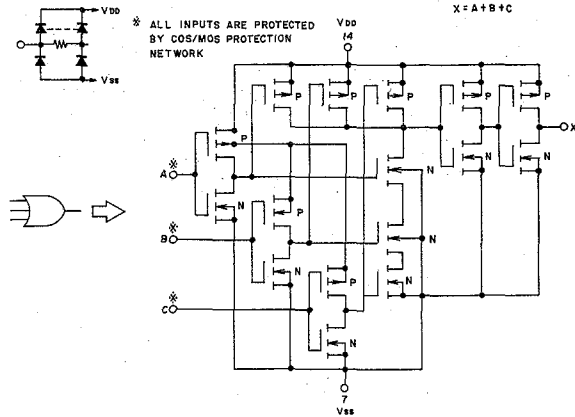 VDD
VSS
※ ALL INPUTS ARE PROTECTED
BY COS/MOS PROTECTION
NETWORK
X=A+B+C
VDD
14
P
P
P
P
P
P
N
N
N
X
※
A
N
P
※
B
N
N
P
N
※
C
N
7
VSS